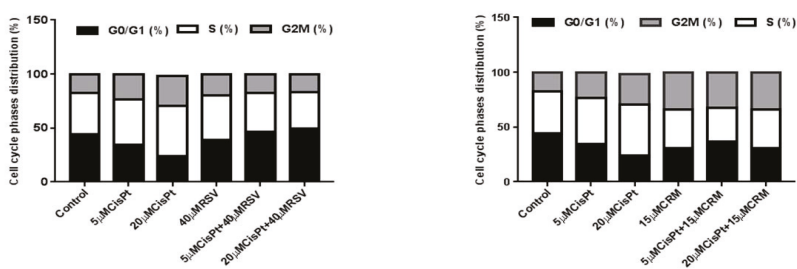 G0/G1 (%) S (%) G2M (%)
Cell cycle phases distribution (%)
150
100
50
0
Control
5μMCisPt
20μMCisPt
40μMRSV
5μMCisPt+40μMRSV
20μMCisPt+40μMRSV
G2M (%) G0/G1 (%) S (%)
Cell cycle phases distribution (%)
150
100
50
0
Control
5μMCisPt
20μMCisPt
15μMCRM
5μMCisPt+15μMCRM
20μMCisPt+15μMCRM